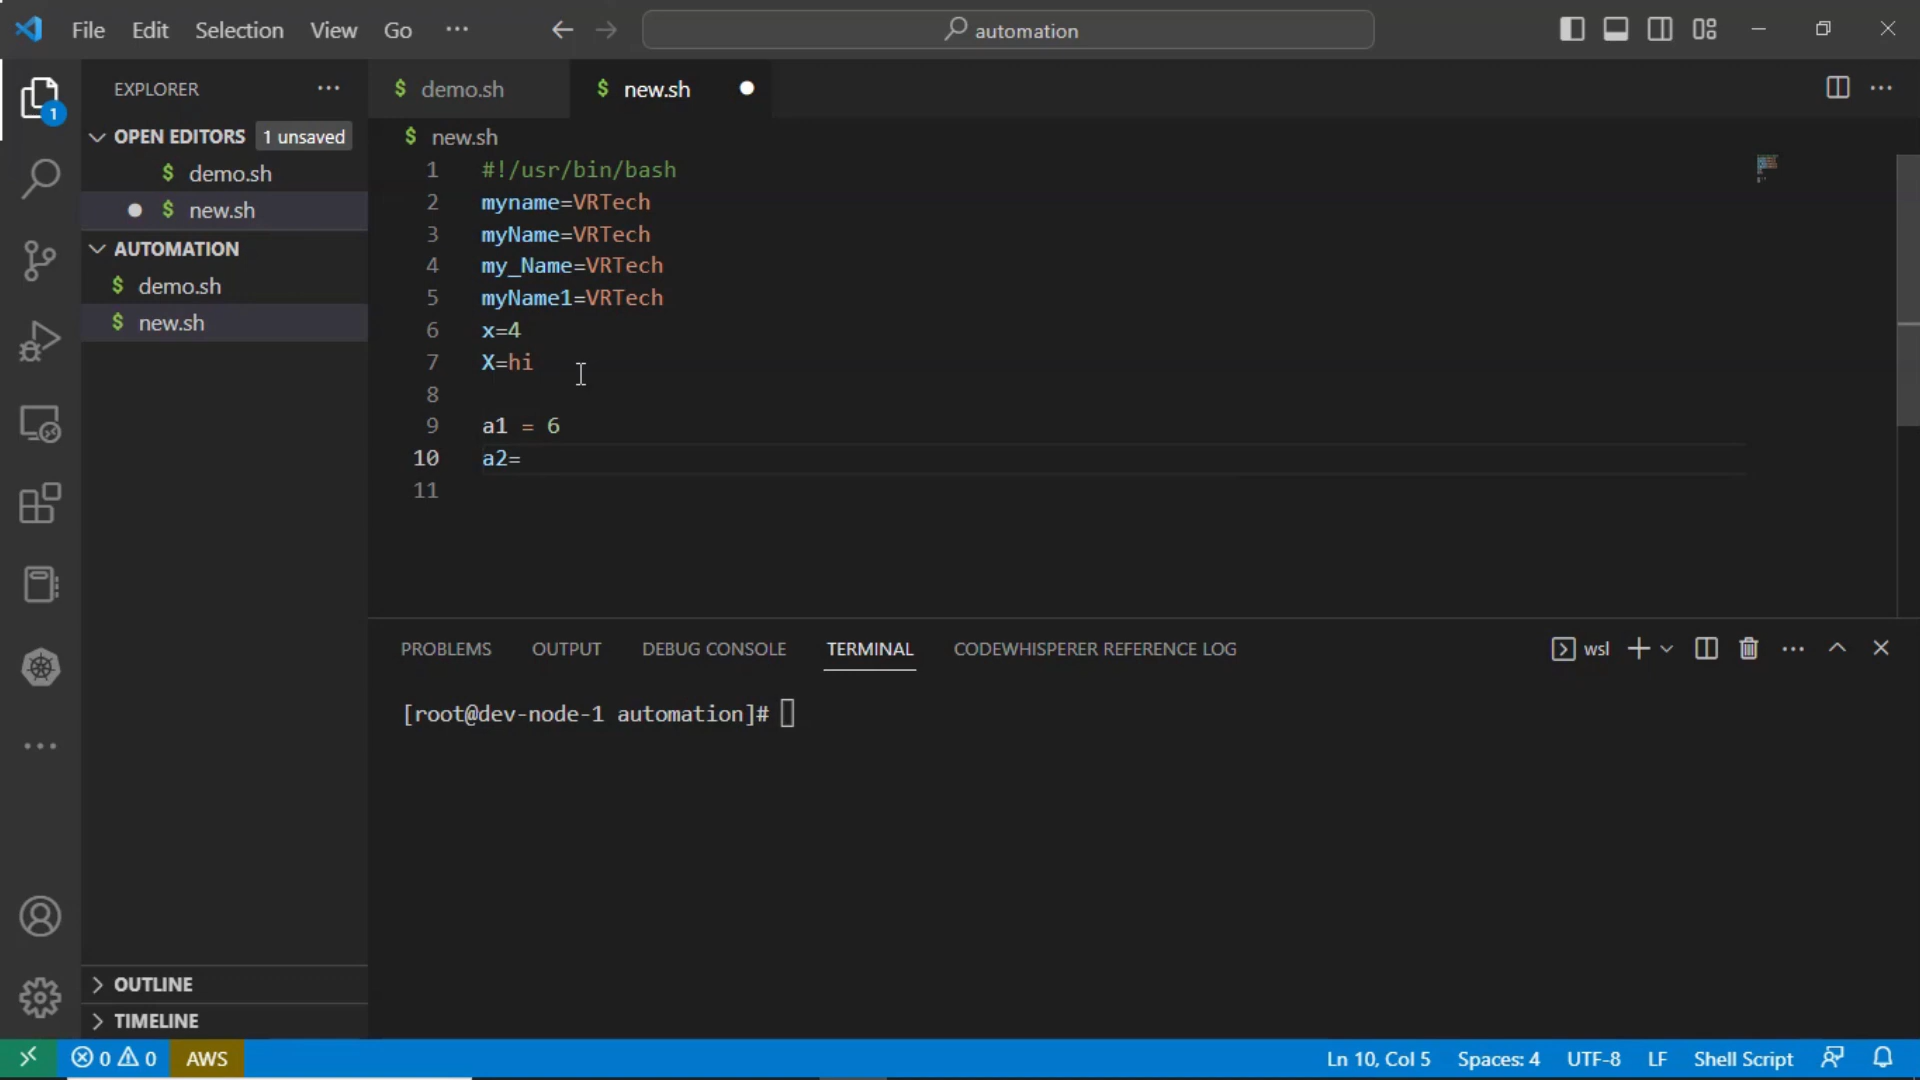 File Edit Selection View Go ··· automation
EXPLORER ···
OPEN EDITORS 1 unsaved
$ demo.sh
$ new.sh
AUTOMATION
$ demo.sh
$ new.sh
OUTLINE
TIMELINE
1
$ demo.sh $ new.sh
$ new.sh
1 #!/usr/bin/bash
2 myname=VRTech
3 myName=VRTech
4 my_Name=VRTech
5 myName1=VRTech
6 x=4
7 X=hi
8
9 a1 = 6
10 a2=
11
PROBLEMS OUTPUT DEBUG CONSOLE TERMINAL CODEWHISPERER REFERENCE LOG wsl
[root@dev-node-1 automation]#
0 0 AWS Ln 10, Col 5 Spaces: 4 UTF-8 LF Shell Script